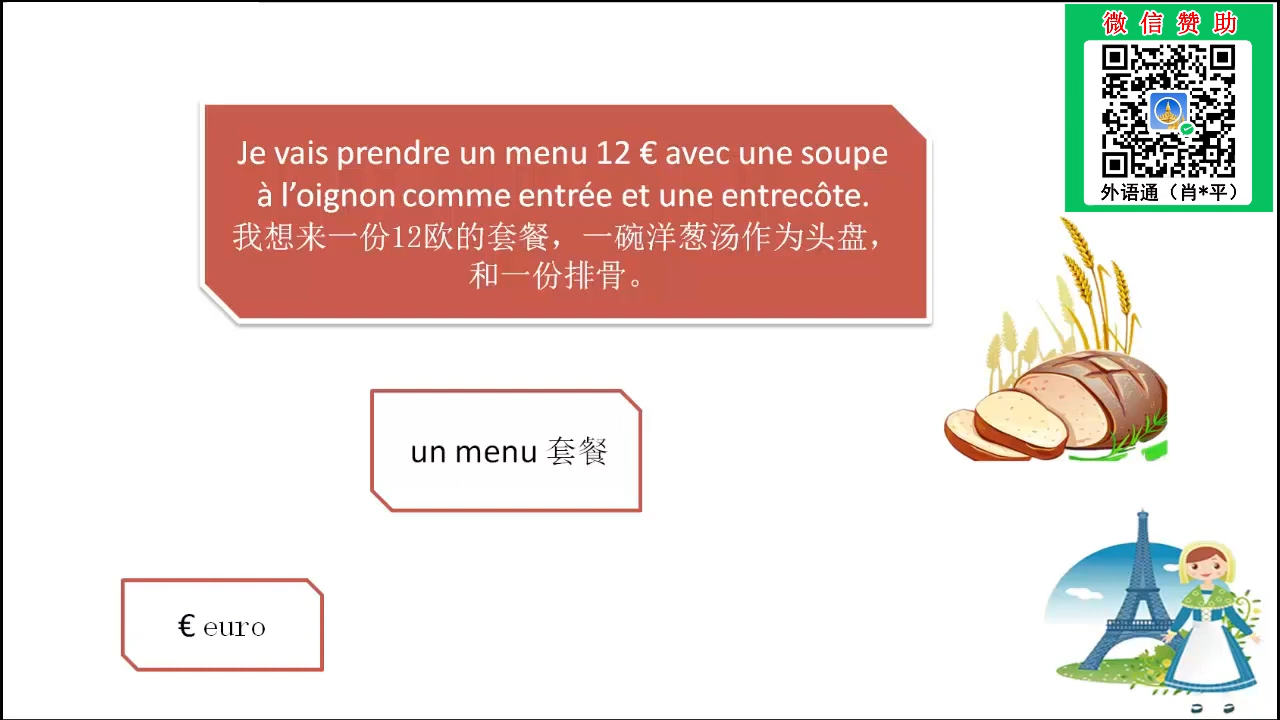 微信赞助
外语通（肖*平）
Je vais prendre un menu 12 € avec une soupe
à l’oignon comme entrée et une entrecôte.
我想来一份12欧的套餐，一碗洋葱汤作为头盘，
和一份排骨。
un menu 套餐
€ euro